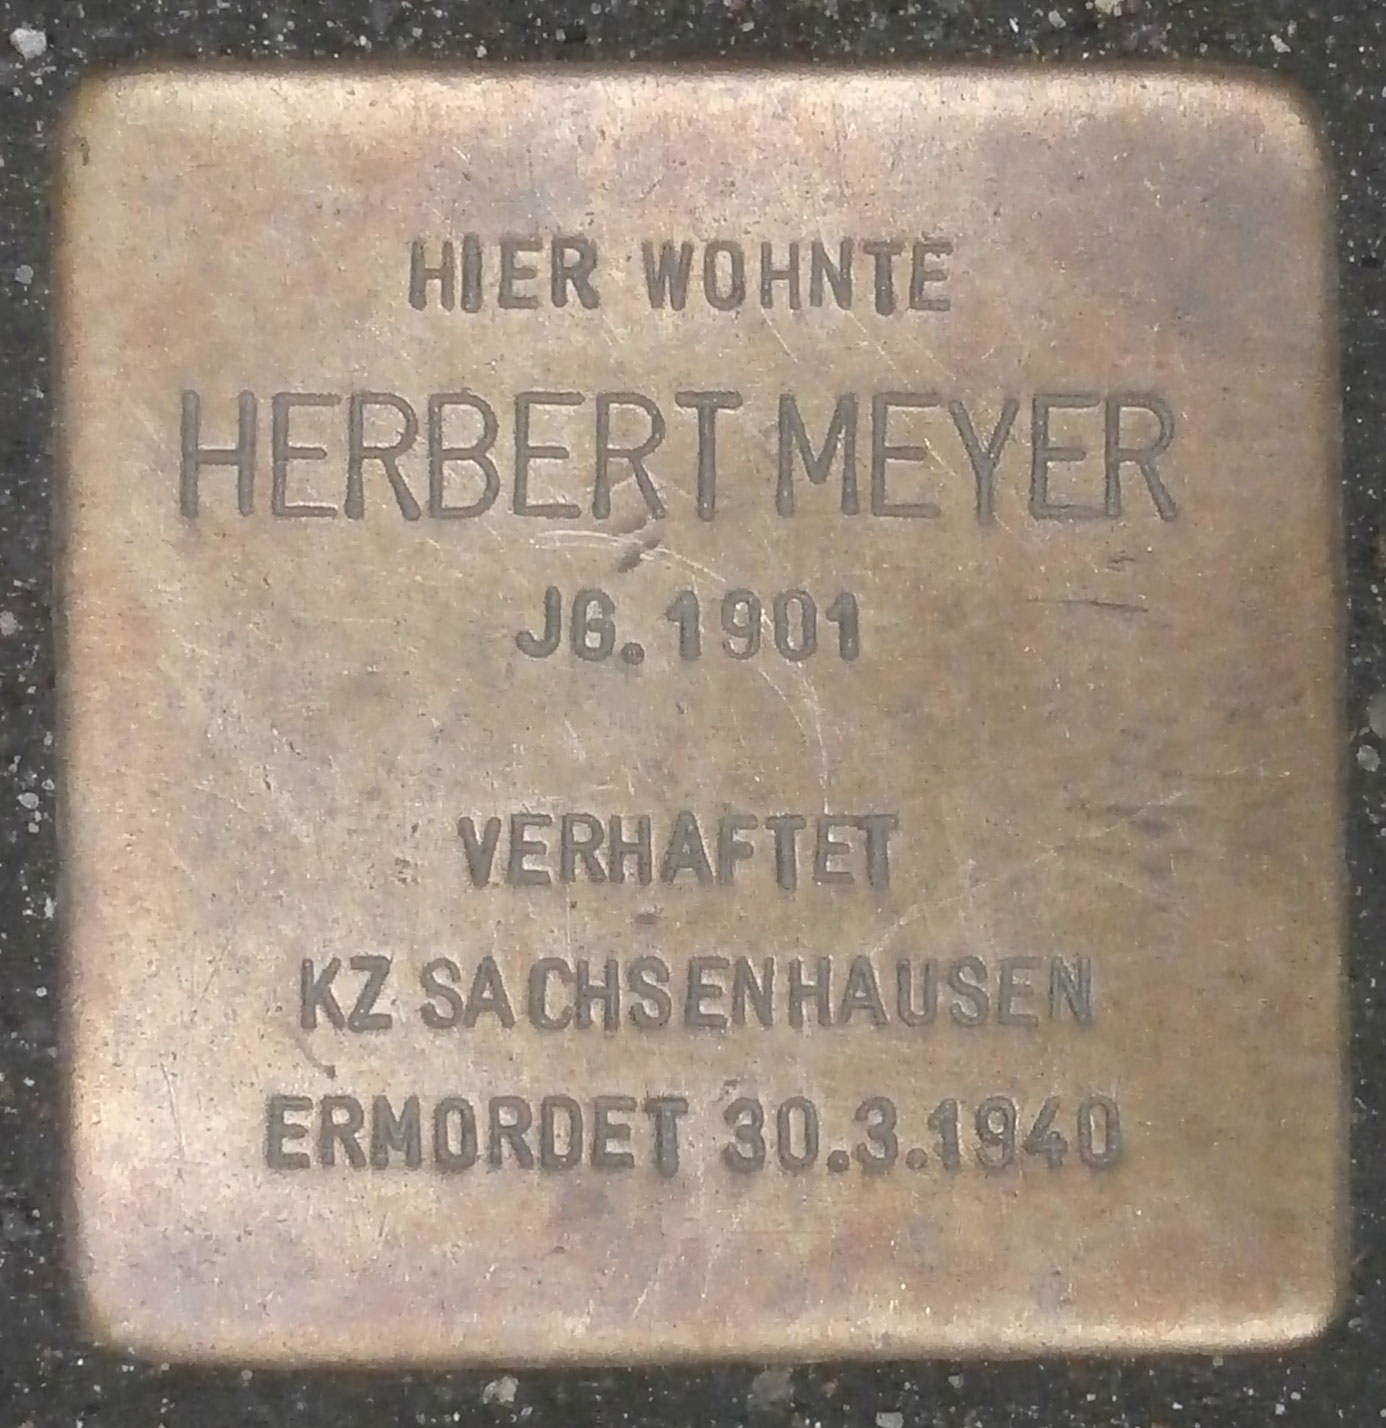 HIER WOHNTE
HERBERT MEYER
JG. 1901
VERHAFTET
KZ SACHSENHAUSEN
ERMORDET 30.3.1940